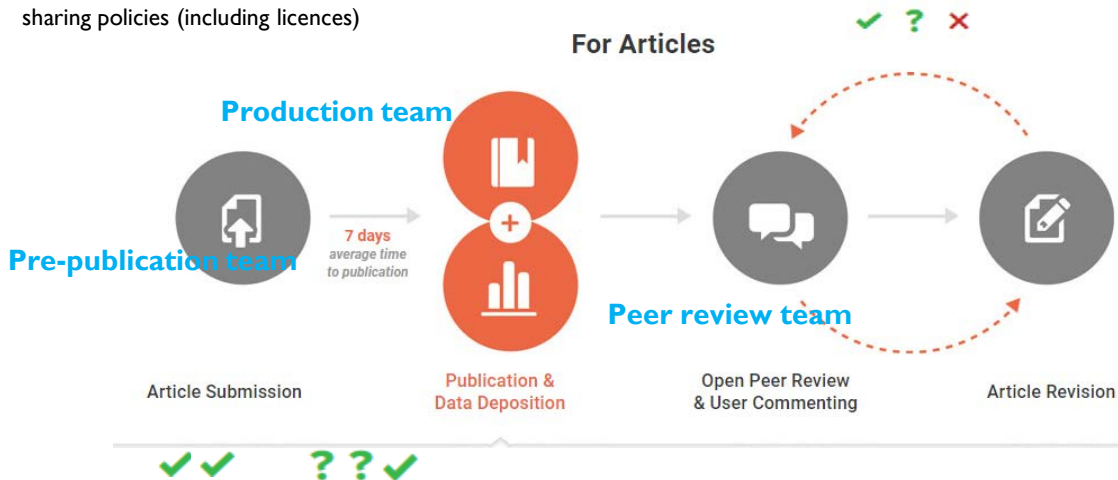 sharing policies (including licences)
For Articles
? 
Production team
+
7 days
average time
to publication
Pre-publication team
Peer review team
Article Submission
Publication &
Data Deposition
Open Peer Review
& User Commenting
Article Revision
? ?